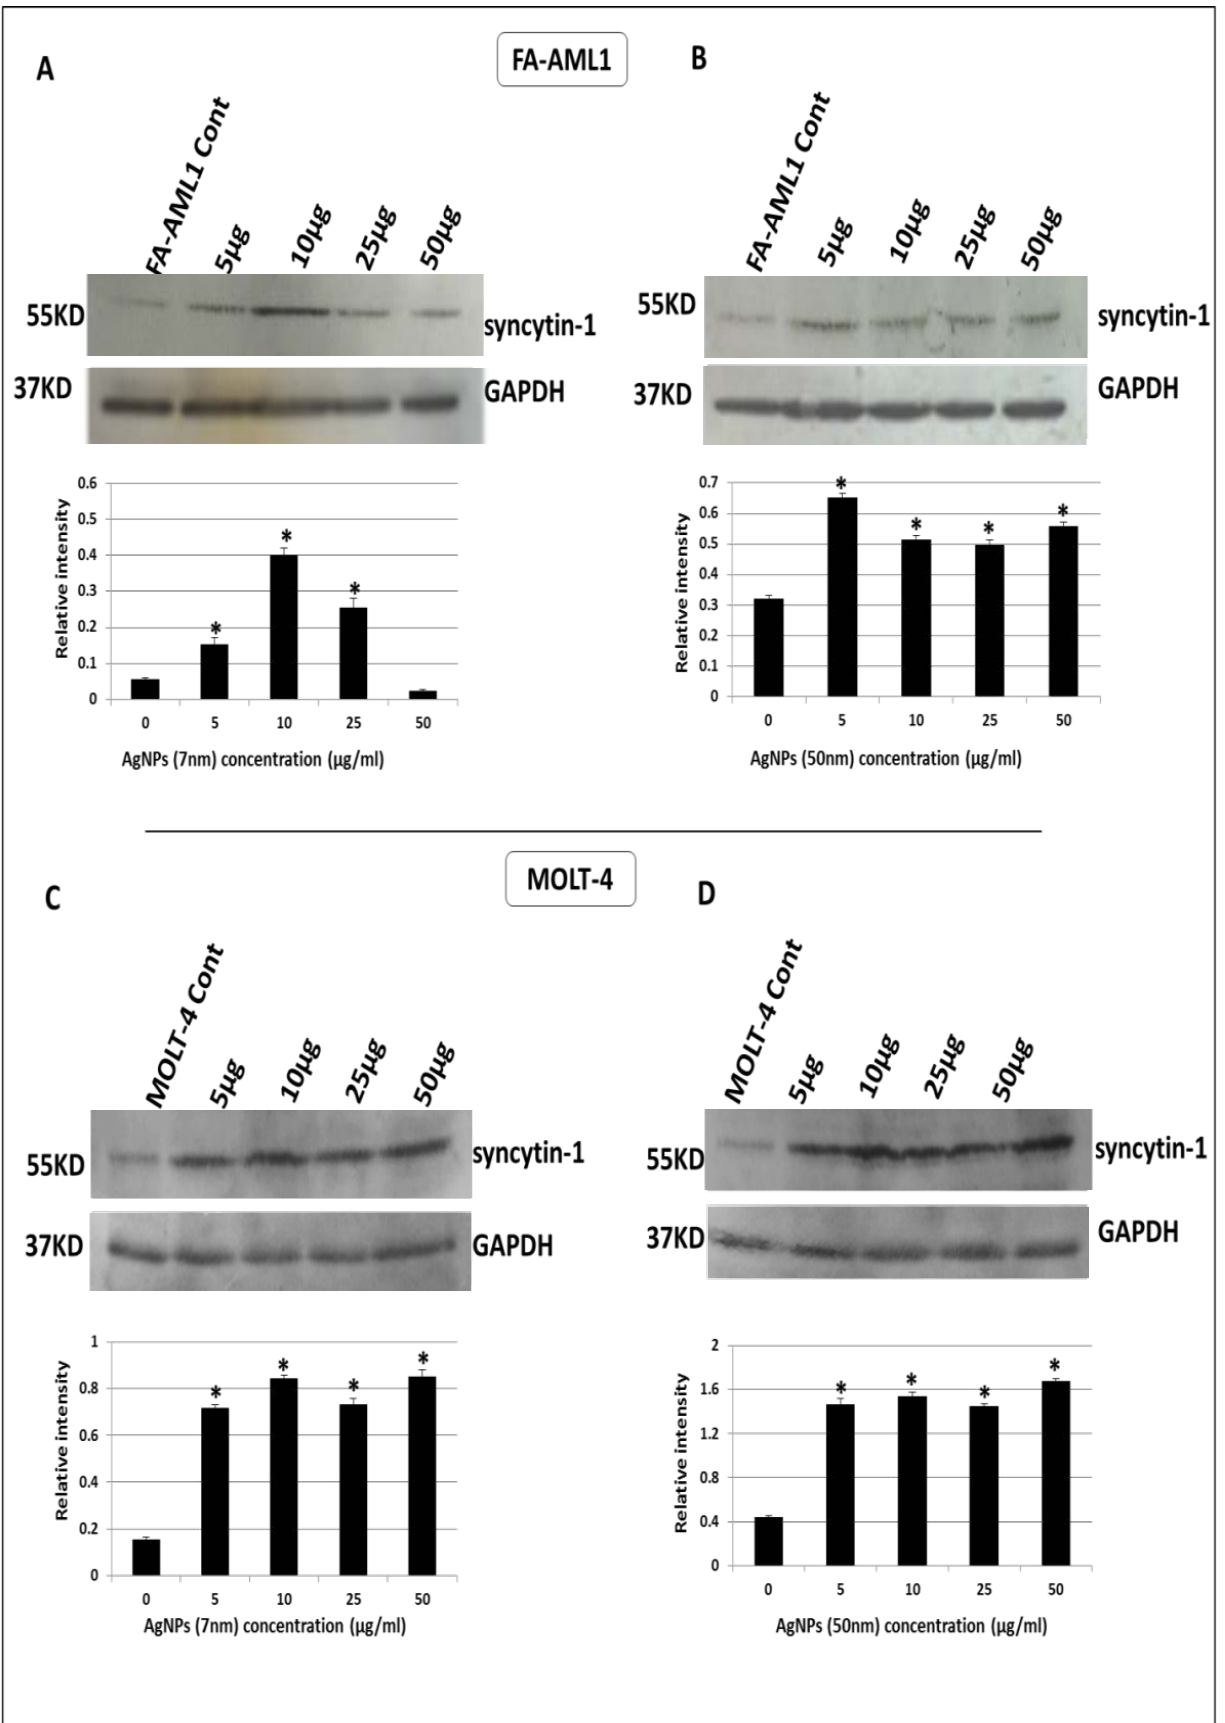 FA-AML1
A
B
FA-AML1 Cont
5µg
10µg
25µg
50µg
55KD
syncytin-1
37KD
GAPDH
0.6
0.5
0.4
0.3
0.2
0.1
0
Relative intensity
*
*
*
0
5
10
25
50
AgNPs (7nm) concentration (µg/ml)
FA-AML1 Cont
5µg
10µg
25µg
50µg
55KD
syncytin-1
37KD
GAPDH
0.7
0.6
0.5
0.4
0.3
0.2
0.1
0
Relative intensity
*
*
*
*
0
5
10
25
50
AgNPs (50nm) concentration (µg/ml)
MOLT-4
C
D
MOLT-4 Cont
5µg
10µg
25µg
50µg
55KD
syncytin-1
37KD
GAPDH
1
0.8
0.6
0.4
0.2
0
Relative intensity
*
*
*
*
0
5
10
25
50
AgNPs (7nm) concentration (µg/ml)
MOLT-4 Cont
5µg
10µg
25µg
50µg
55KD
syncytin-1
37KD
GAPDH
2
1.6
1.2
0.8
0.4
0
Relative intensity
*
*
*
*
0
5
10
25
50
AgNPs (50nm) concentration (µg/ml)